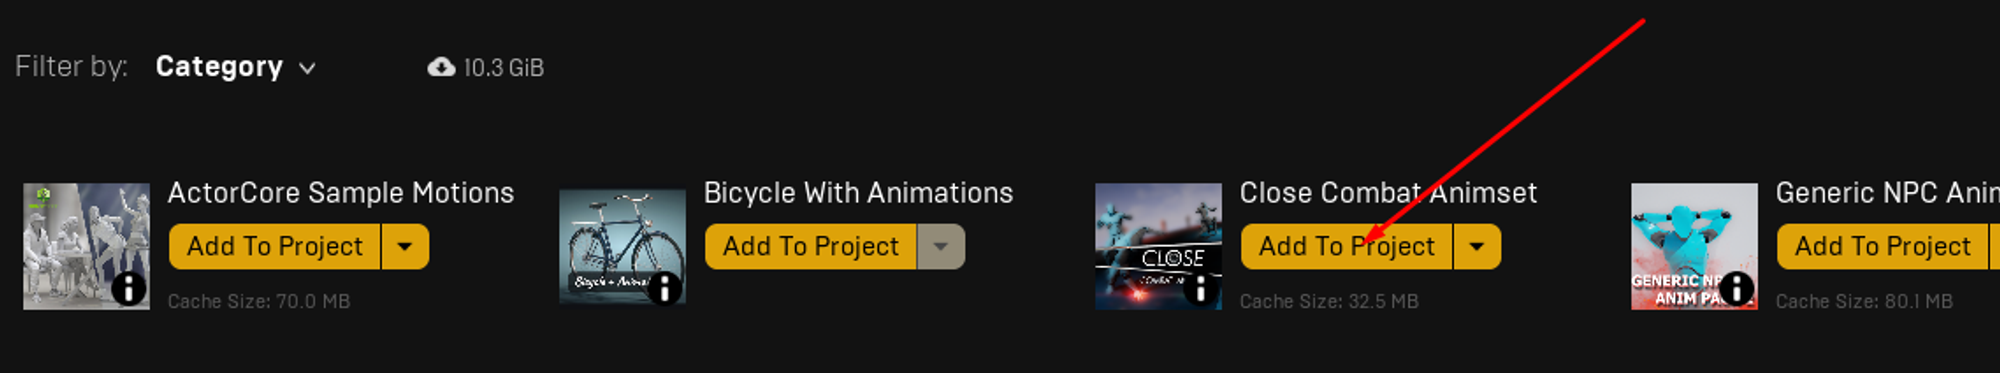 Filter by: Category 10.3 GiB
ActorCore Sample Motions
Add To Project
Cache Size: 70.0 MB
Bicycle With Animations
Add To Project
Close Combat Animset
Add To Project
Cache Size: 32.5 MB
CLOSE
Generic NPC Anin
Add To Project
Cache Size: 80.1 MB
GENERIC
ANIM